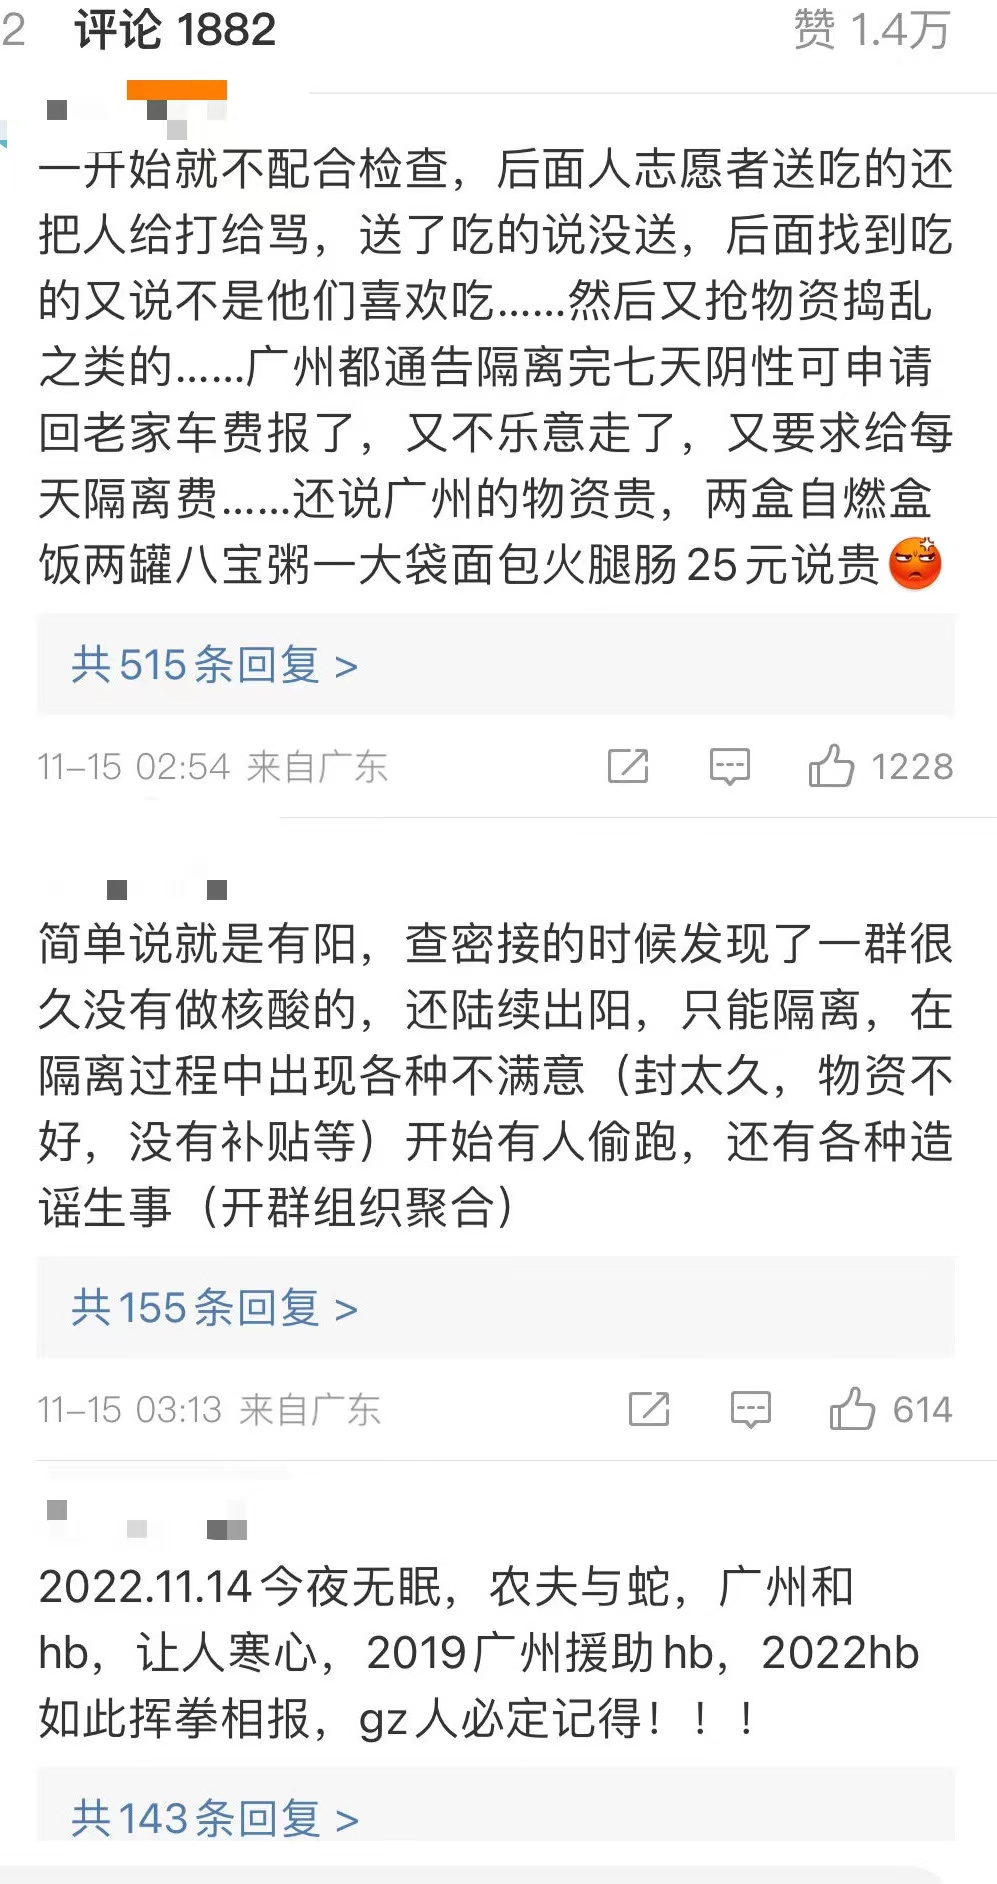 2 评论 1882 赞 1.4万
一开始就不配合检查，后面人志愿者送吃的还
把人给打给骂，送了吃的说没送，后面找到吃
的又说不是他们喜欢吃……然后又抢物资捣乱
之类的……广州都通告隔离完七天阴性可申请
回老家车费报了，又不乐意走了，又要求给每
天隔离费……还说广州的物资贵，两盒自燃盒
饭两罐八宝粥一大袋面包火腿肠25元说贵
共515条回复 >
11-15 02:54 来自广东 1228
简单说就是有阳，查密接的时候发现了一群很
久没有做核酸的，还陆续出阳，只能隔离，在
隔离过程中出现各种不满意（封太久，物资不
好，没有补贴等）开始有人偷跑，还有各种造
谣生事（开群组织聚合）
共155条回复 >
11-15 03:13 来自广东 614
2022.11.14今夜无眠，农夫与蛇，广州和
hb，让人寒心，2019广州援助hb，2022hb
如此挥拳相报，gz人必定记得！！！
共143条回复 >